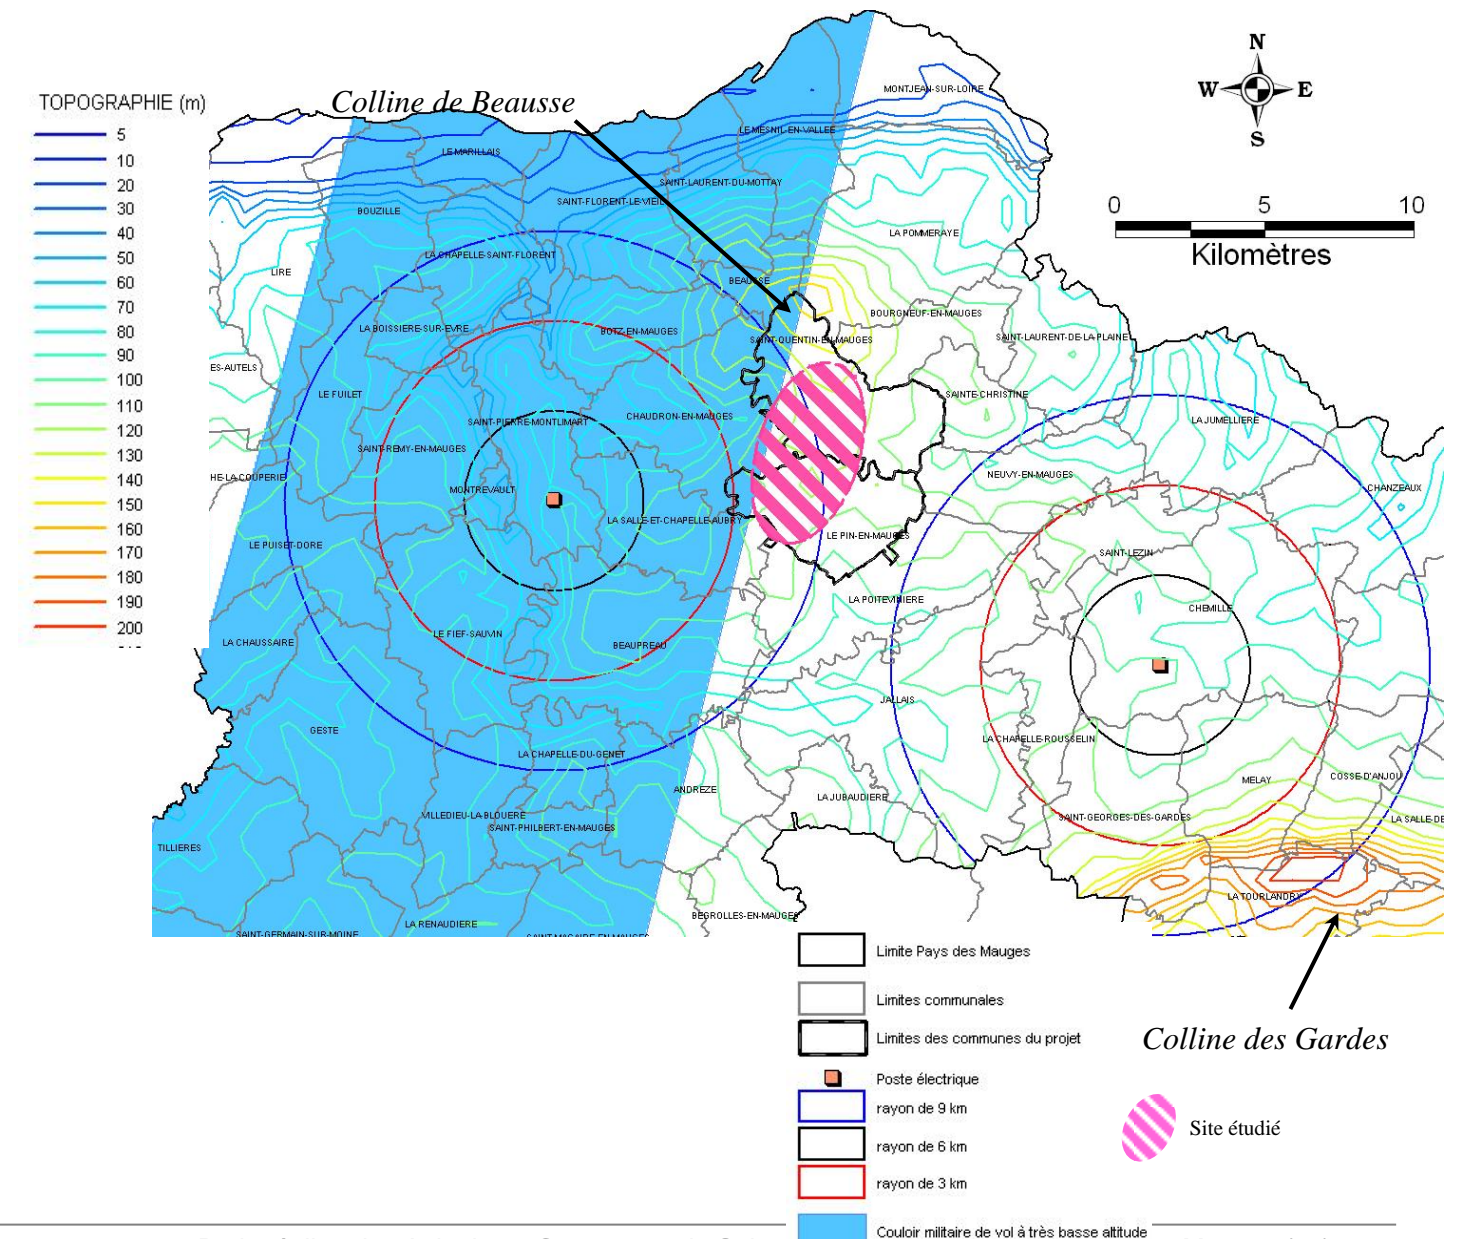 N
W E
S
TOPOGRAPHIE (m)
5
10
20
30
40
50
60
70
80
90
100
110
120
130
140
150
160
170
180
190
200
Colline de Beausse
0 5 10
Kilomètres
MONTJEAN-SUR-LOIRE
LE MESNIL-EN-VALLEE
LE MARILLAIS
SAINT-LAURENT-DU-MOTTAY
SAINT-FLORENT-LE-VIEIL
BOUZILLE
LA POMMERAYE
LA CHAPELLE-SAINT-FLORENT
LIRE
BEAUSSE
BOURGNEUF-EN-MAUGES
LA BOISSIERE-SUR-EVRE
BOTZ-EN-MAUGES
SAINT-QUENTIN-EN-MAUGES
SAINT-LAURENT-DE-LA-PLAINE
ES-AUTELS
LE FUILET
SAINTE-CHRISTINE
SAINT-PIERRE-MONTLIMART
CHAUDRON-EN-MAUGES
LA JUMELLIERE
SAINT-REMY-EN-MAUGES
HE-LA-COUPERIE
MONTREVAULT
NEUVY-EN-MAUGES
CHANZEAUX
LA SALLE-ET-CHAPELLE-AUBRY
LE PIN-EN-MAUGES
LE PUISET-DORE
SAINT-LEZIN
LA POITEVINIERE
CHEMILLE
LA CHAUSSAIRE
LE FIEF-SAUVIN
BEAUPREAU
JALLAIS
GESTE
LA CHAPELLE-ROUSSELIN
LA CHAPELLE-DU-GENET
ANDREZE
LA JUBAUDIERE
MELAY
COSSE-D'ANJOU
VILLEDIEU-LA-BLOUERE
SAINT-PHILBERT-EN-MAUGES
SAINT-GEORGES-DES-GARDES
LA SALLE-DE
TILLIERES
LA TOURLANDRY
BEGROLLES-EN-MAUGES
LA RENAUDIERE
SAINT-GERMAIN-SUR-MOINE
SAINT-MACAIRE-EN-MAUGES
Limite Pays des Mauges
Limites communales
Limites des communes du projet
Poste électrique
rayon de 9 km
rayon de 6 km
rayon de 3 km
Couloir militaire de vol à très basse altitude
Colline des Gardes
Site étudié